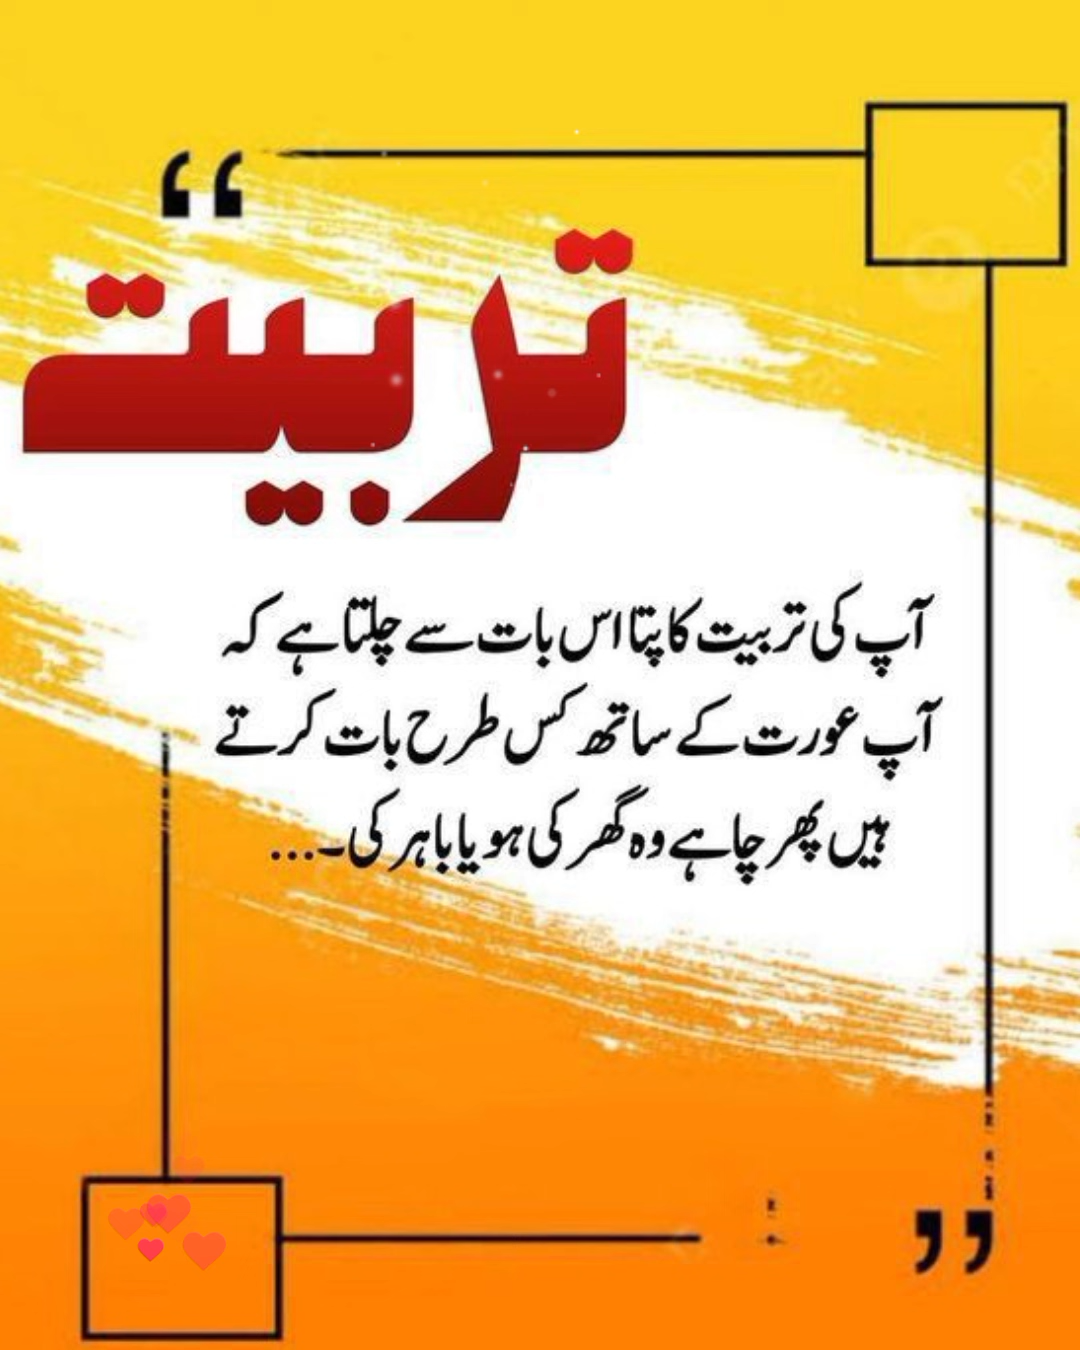 تربیت
آپ کی تربیت کا پتا اس بات سے چلتا ہے کہ
آپ عورت کے ساتھ کس طرح بات کرتے
ہیں پھر چاہے وہ گھر کی ہو یا باہر کی۔...